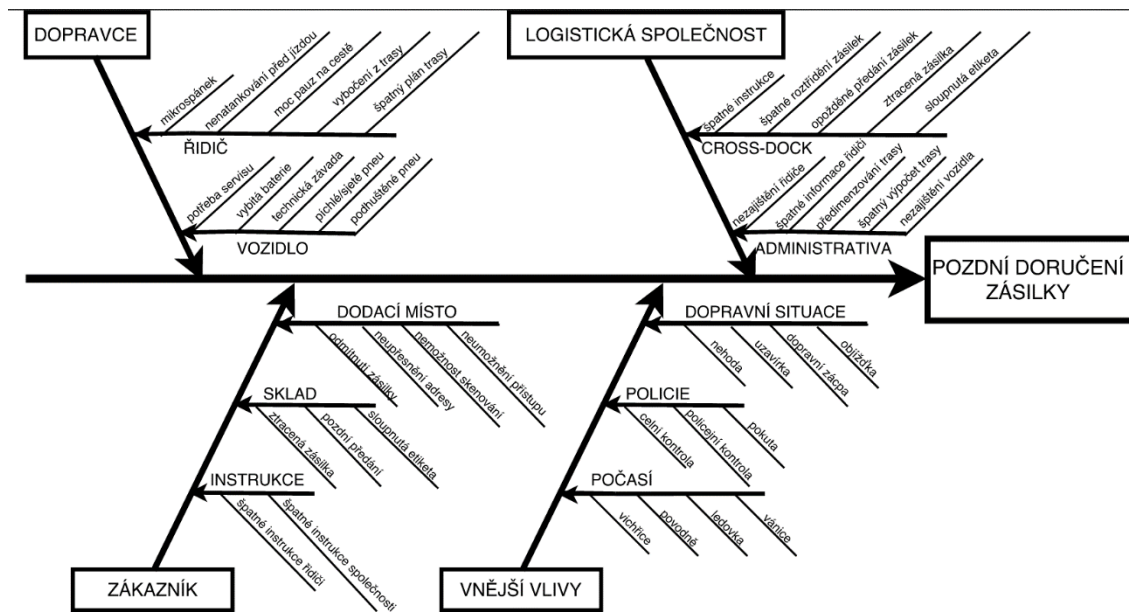 DOPRAVCE
mikrospánek
nenatankování před jízdou
moc pauz na cestě
vybočení z trasy
špatný plán trasy
ŘIDIČ
potřeba servisu
vybitá baterie
technická závada
píchlé/sjeté pneu
podhuštěné pneu
VOZIDLO
LOGISTICKÁ SPOLEČNOST
špatné instrukce
špatné roztřídění zásilek
opožděné předání zásilek
ztracená zásilka
sloupnutá etiketa
CROSS-DOCK
nezajištění řidiče
špatné informace řidiči
předimenzování trasy
špatný výpočet trasy
nezajištění vozidla
ADMINISTRATIVA
POZDNÍ DORUČENÍ
ZÁSILKY
DODACÍ MÍSTO
odmítnutí zásilky
neupřesnění adresy
nemožnost skenování
neumožnění přístupu
SKLAD
ztracená zásilka
pozdní předání
sloupnutá etiketa
INSTRUKCE
špatné instrukce řidiči
špatné instrukce společnosti
ZÁKAZNÍK
DOPRAVNÍ SITUACE
nehoda
uzavírka
dopravní zácpa
objížďka
POLICIE
celní kontrola
policejní kontrola
pokuta
POČASÍ
vichřice
povodně
ledovka
vánice
VNĚJŠÍ VLIVY